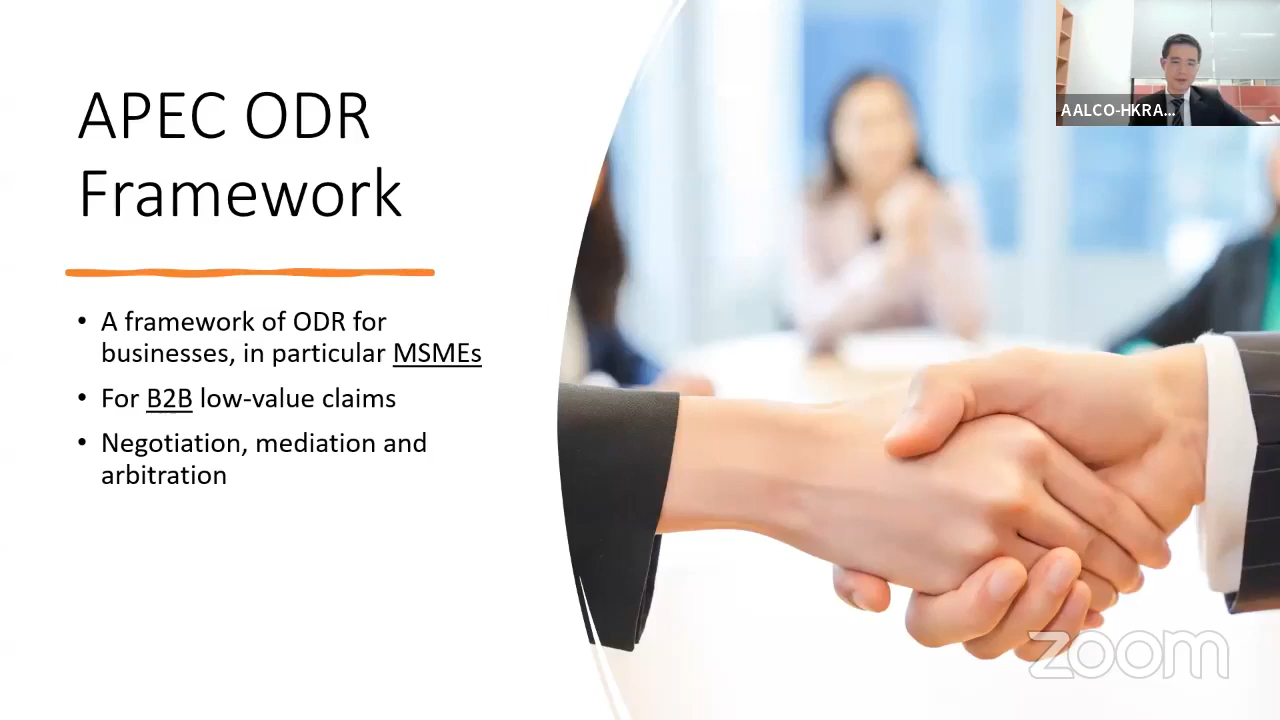 APEC ODR
Framework
• A framework of ODR for
businesses, in particular MSMEs
• For B2B low-value claims
• Negotiation, mediation and
arbitration
AALCO-HKRA...
zoom